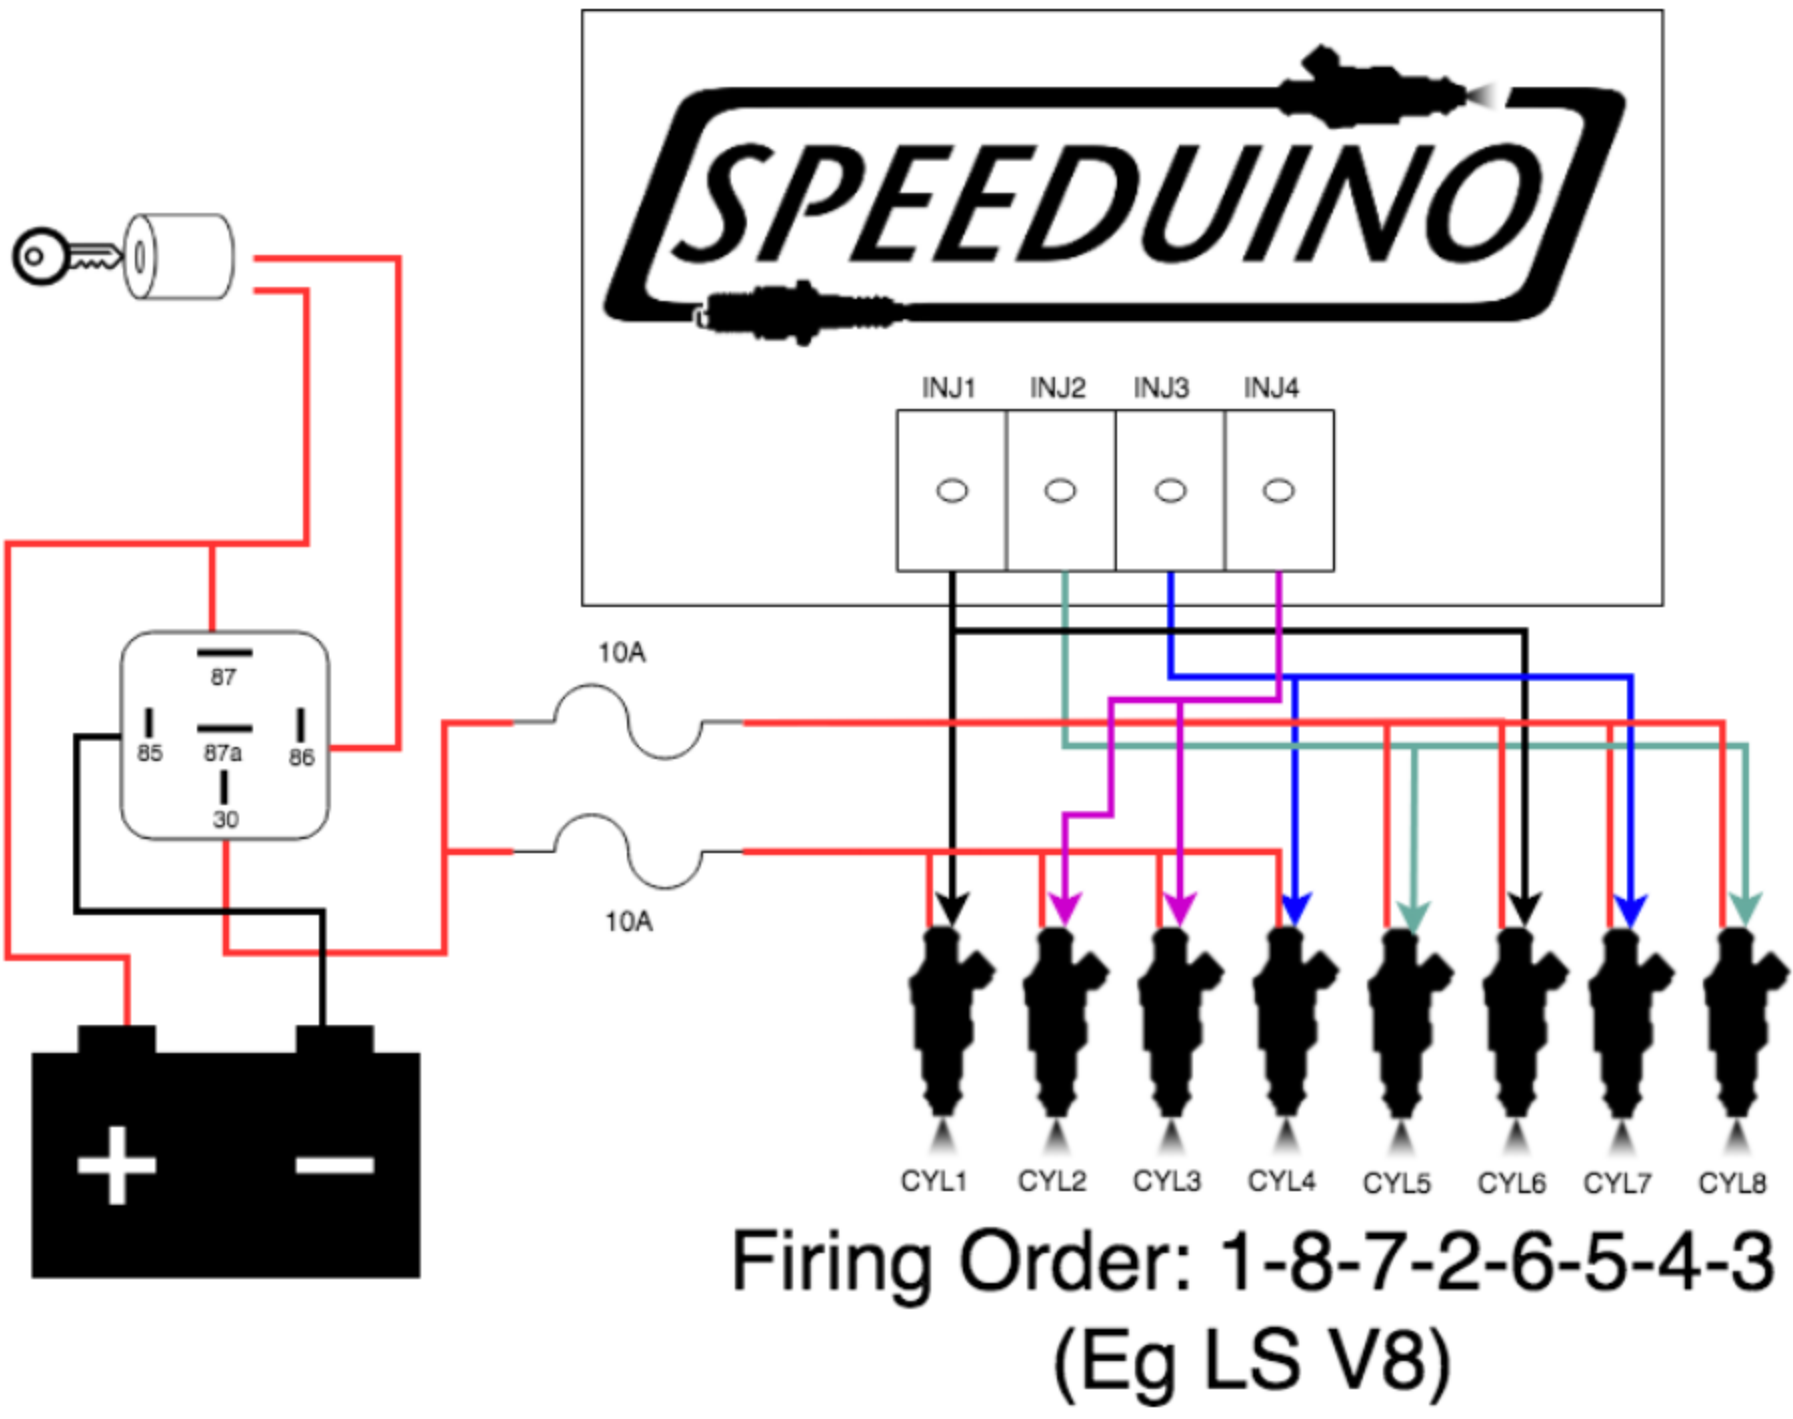 SPEEDUINO
INJ1 INJ2 INJ3 INJ4
10A
87
85 87a 86
30
10A
+ −
CYL1 CYL2 CYL3 CYL4 CYL5 CYL6 CYL7 CYL8
Firing Order: 1-8-7-2-6-5-4-3
(Eg LS V8)